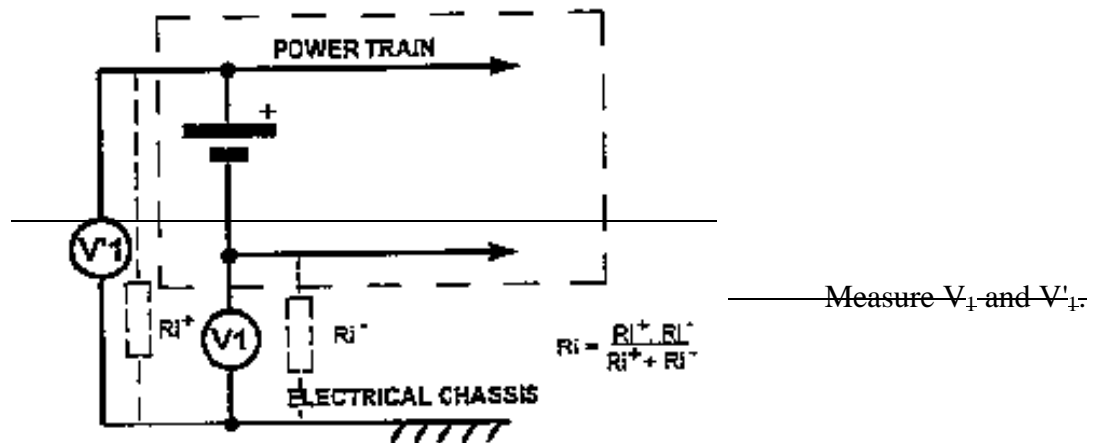 POWER TRAIN
+
V'1
Ri⁺
V1
Ri⁻
Ri = Ri⁺ . Ri⁻ / Ri⁺ + Ri⁻
ELECTRICAL CHASSIS
Measure V₁ and V'₁.